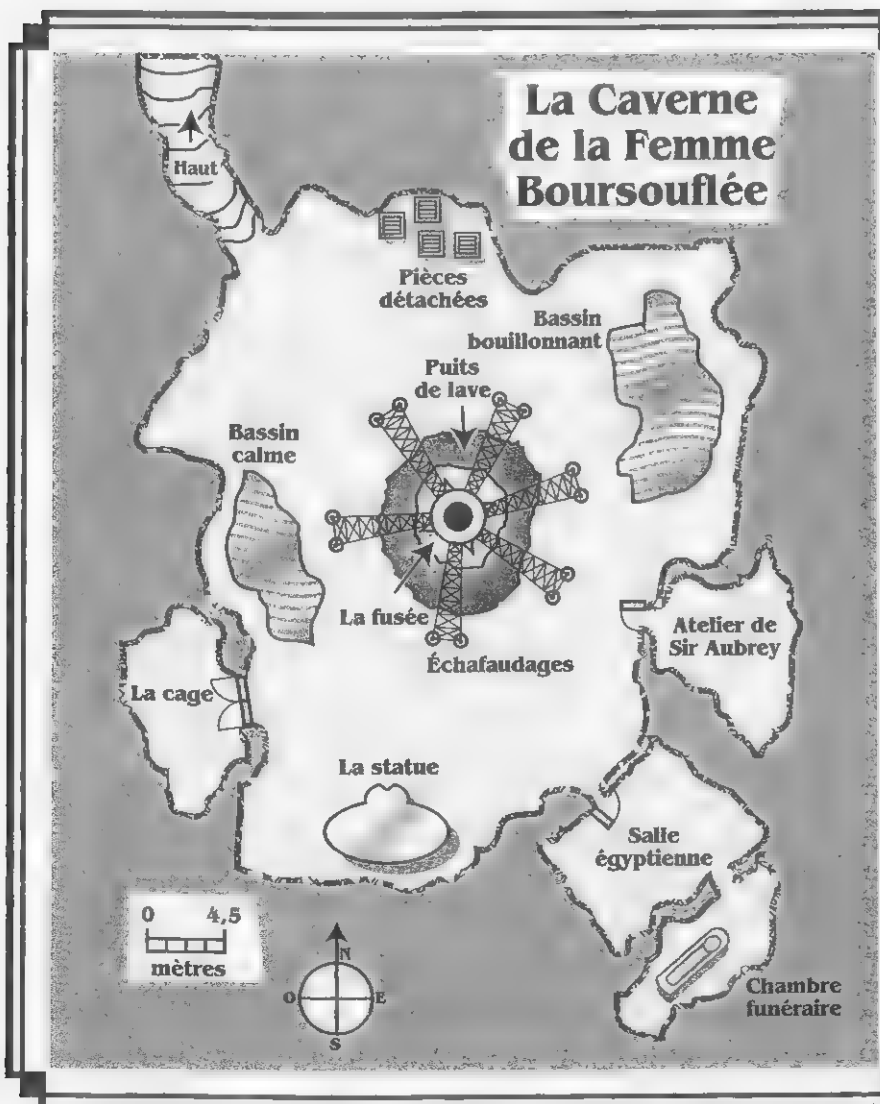 La Caverne
de la Femme
Boursouflée
Haut
Pièces
détachées
Bassin
bouillonnant
Puits
de lave
Bassin
calme
La fusée
Échafaudages
Atelier de
Sir Aubrey
La cage
La statue
Salle
égyptienne
Chambre
funéraire
0 4,5
mètres
N
O E
S